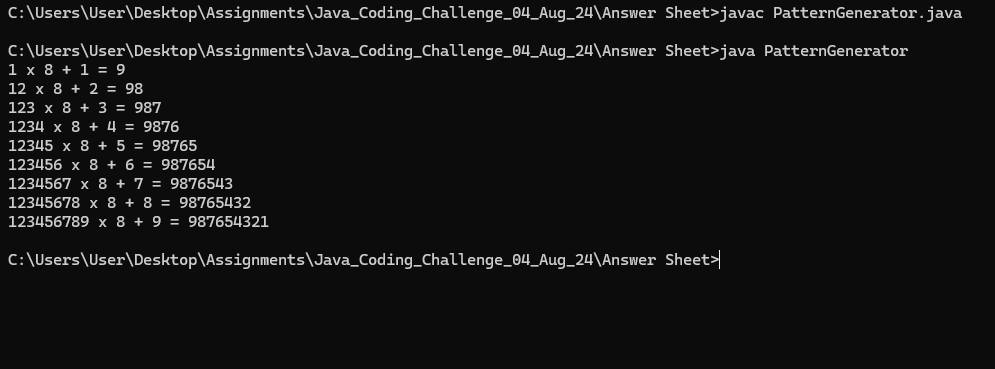 C:\Users\User\Desktop\Assignments\Java_Coding_Challenge_04_Aug_24\Answer Sheet>javac PatternGenerator.java
C:\Users\User\Desktop\Assignments\Java_Coding_Challenge_04_Aug_24\Answer Sheet>java PatternGenerator
1 x 8 + 1 = 9
12 x 8 + 2 = 98
123 x 8 + 3 = 987
1234 x 8 + 4 = 9876
12345 x 8 + 5 = 98765
123456 x 8 + 6 = 987654
1234567 x 8 + 7 = 9876543
12345678 x 8 + 8 = 98765432
123456789 x 8 + 9 = 987654321
C:\Users\User\Desktop\Assignments\Java_Coding_Challenge_04_Aug_24\Answer Sheet>